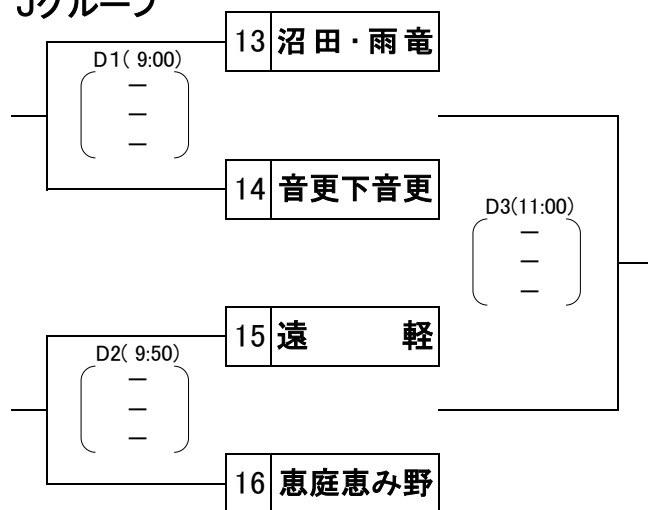 Jグループ
13 沼田・雨竜
D1( 9:00)
－
－
－
14 音更下音更
D3(11:00)
－
－
－
15 遠　　軽
D2( 9:50)
－
－
－
16 恵庭恵み野